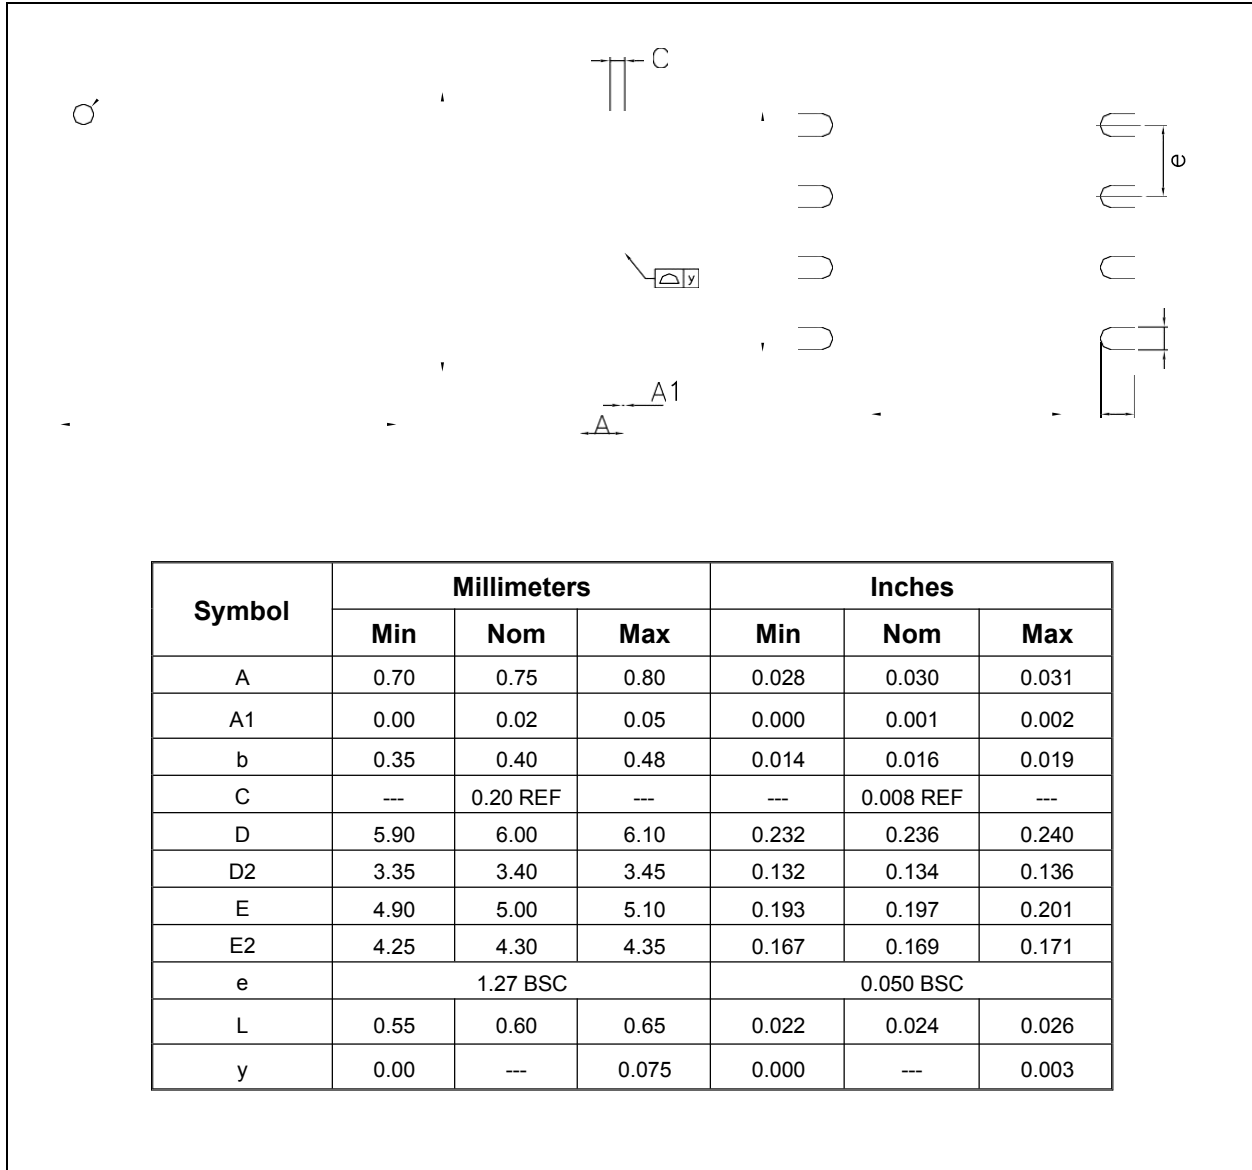 C
e
y
A1
A
Symbol Millimeters Inches
Min Nom Max Min Nom Max
A 0.70 0.75 0.80 0.028 0.030 0.031
A1 0.00 0.02 0.05 0.000 0.001 0.002
b 0.35 0.40 0.48 0.014 0.016 0.019
C --- 0.20 REF --- --- 0.008 REF ---
D 5.90 6.00 6.10 0.232 0.236 0.240
D2 3.35 3.40 3.45 0.132 0.134 0.136
E 4.90 5.00 5.10 0.193 0.197 0.201
E2 4.25 4.30 4.35 0.167 0.169 0.171
e 1.27 BSC 0.050 BSC
L 0.55 0.60 0.65 0.022 0.024 0.026
y 0.00 --- 0.075 0.000 --- 0.003